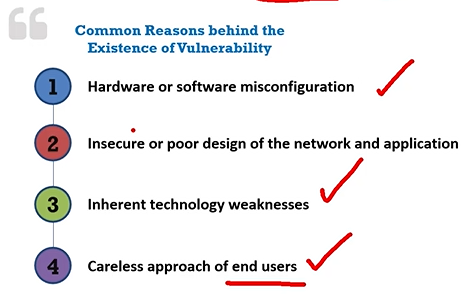 Common Reasons behind the
Existence of Vulnerability
1 Hardware or software misconfiguration
2 Insecure or poor design of the network and application
3 Inherent technology weaknesses
4 Careless approach of end users